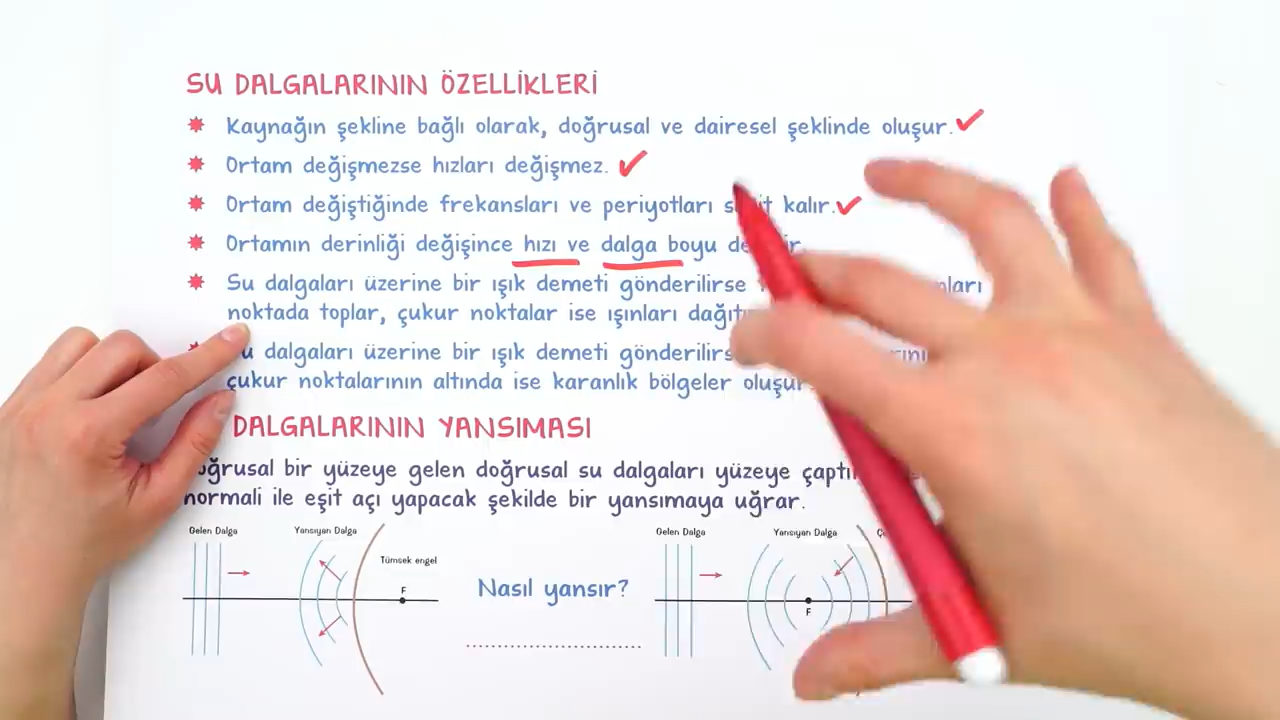 SU DALGALARININ ÖZELLİKLERİ
Kaynağın şekline bağlı olarak, doğrusal ve dairesel şeklinde oluşur.
Ortam değişmezse hızları değişmez.
Ortam değiştiğinde frekansları ve periyotları kalır.
Ortamın derinliği değişince hızı ve dalga boyu
Su dalgaları üzerine bir ışık demeti gönderilirse
noktada toplar, çukur noktalar ise ışınları
dalgaları üzerine bir ışık demeti
çukur noktalarının altında ise karanlık bölgeler oluşur
DALGALARININ YANSIMASI
bir yüzeye gelen doğrusal su dalgaları yüzeye
normali ile eşit açı yapacak şekilde bir yansımaya uğrar.
Gelen Dalga Yansıyan Dalga
Tümsek engel
F
Nasıl yansır?
Gelen Dalga Yansıyan Dalga
F